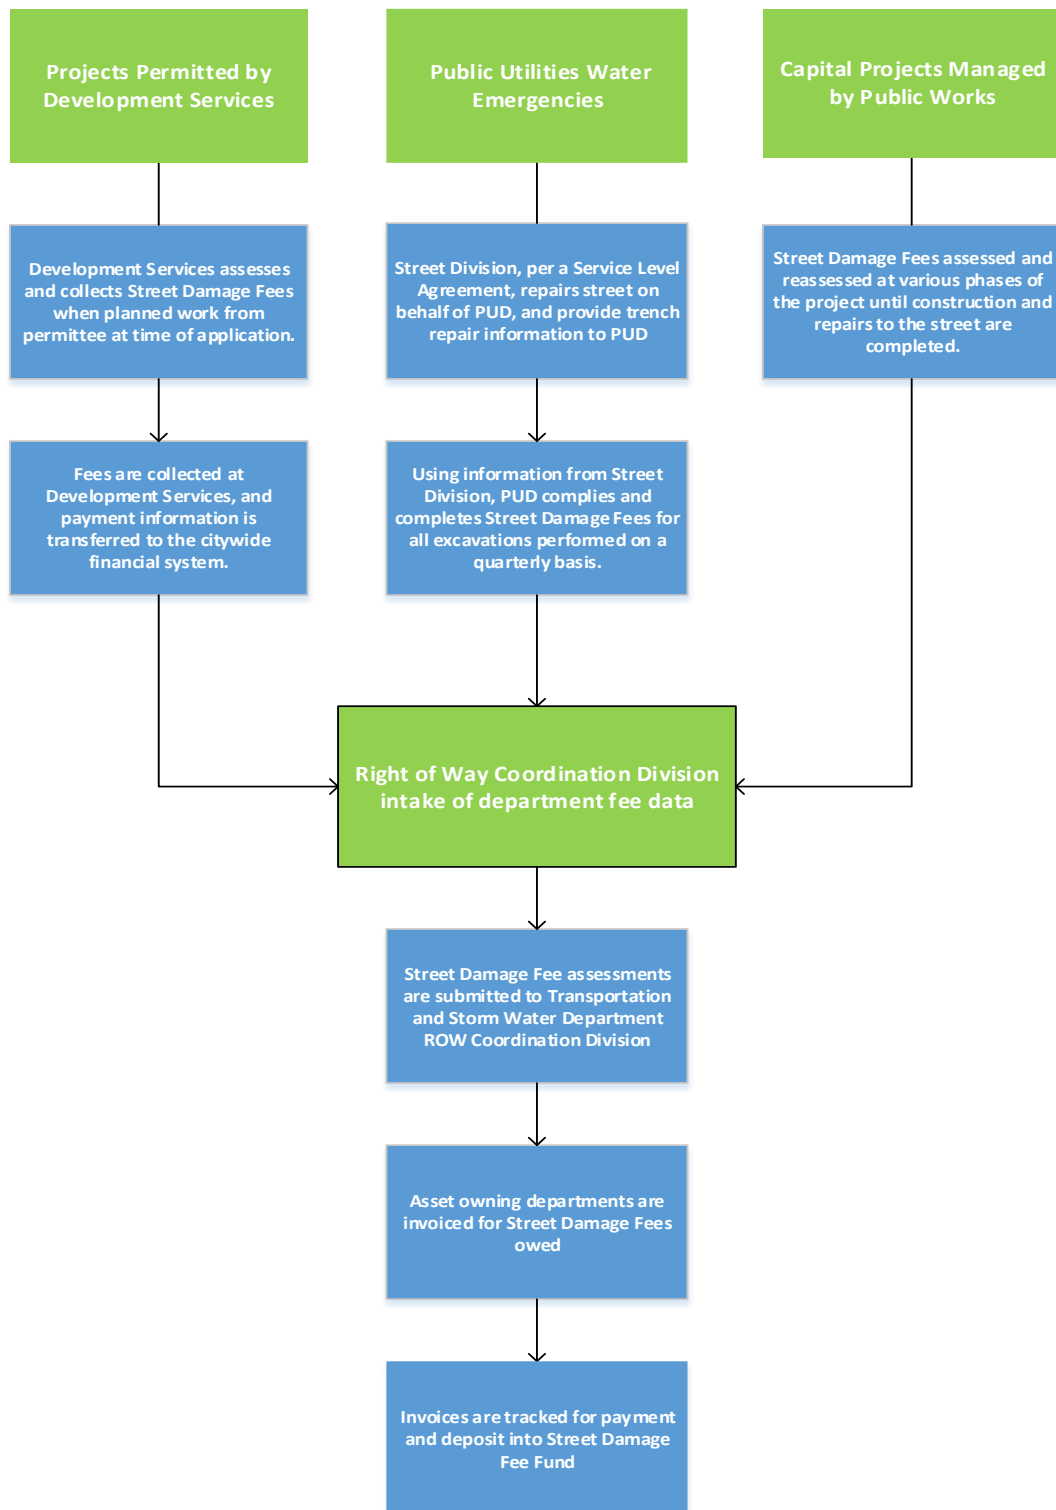 Projects Permitted by
Development Services
Public Utilities Water
Emergencies
Capital Projects Managed
by Public Works
Development Services assesses
and collects Street Damage Fees
when planned work from
permittee at time of application.
Street Division, per a Service Level
Agreement, repairs street on
behalf of PUD, and provide trench
repair information to PUD
Street Damage Fees assessed and
reassessed at various phases of
the project until construction and
repairs to the street are
completed.
Fees are collected at
Development Services, and
payment information is
transferred to the citywide
financial system.
Using information from Street
Division, PUD complies and
completes Street Damage Fees for
all excavations performed on a
quarterly basis.
Right of Way Coordination Division
intake of department fee data
Street Damage Fee assessments
are submitted to Transportation
and Storm Water Department
ROW Coordination Division
Asset owning departments are
invoiced for Street Damage Fees
owed
Invoices are tracked for payment
and deposit into Street Damage
Fee Fund